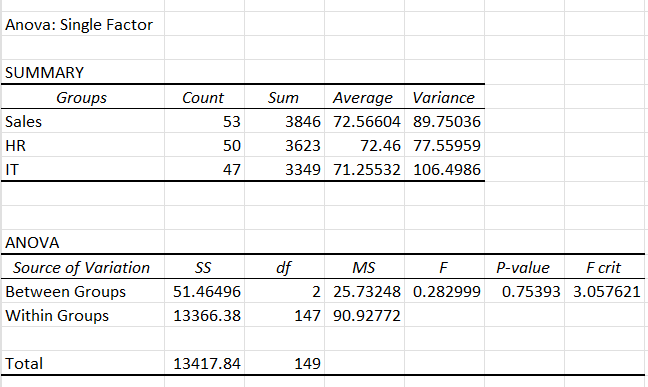 Anova: Single Factor
SUMMARY
Groups Count Sum Average Variance
Sales 53 3846 72.56604 89.75036
HR 50 3623 72.46 77.55959
IT 47 3349 71.25532 106.4986
ANOVA
Source of Variation SS df MS F P-value F crit
Between Groups 51.46496 2 25.73248 0.282999 0.75393 3.057621
Within Groups 13366.38 147 90.92772
Total 13417.84 149